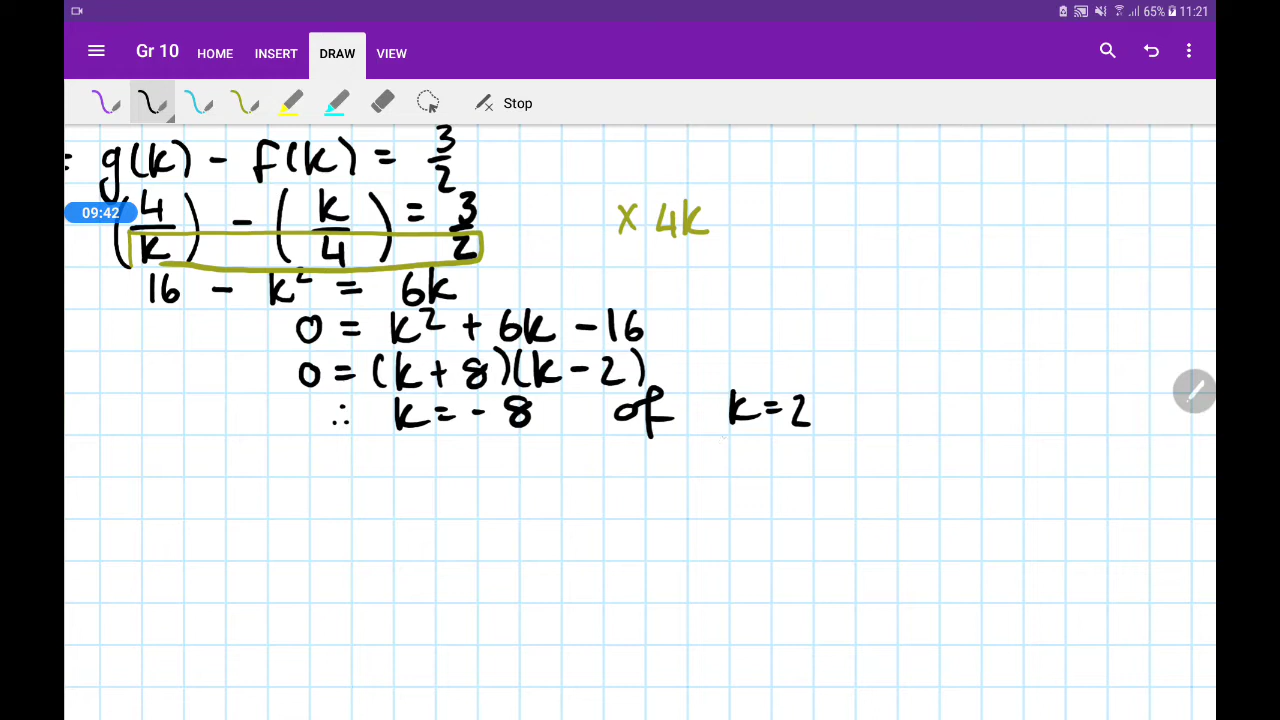 65% 11:21
Gr 10 HOME INSERT DRAW VIEW
Stop
= g(k) - f(k) = 3/2
09:42
(4/k) - (k/4) = 3/2 × 4k
16 - k² = 6k
0 = k² + 6k - 16
0 = (k + 8)(k - 2)
∴ k = - 8 of k = 2